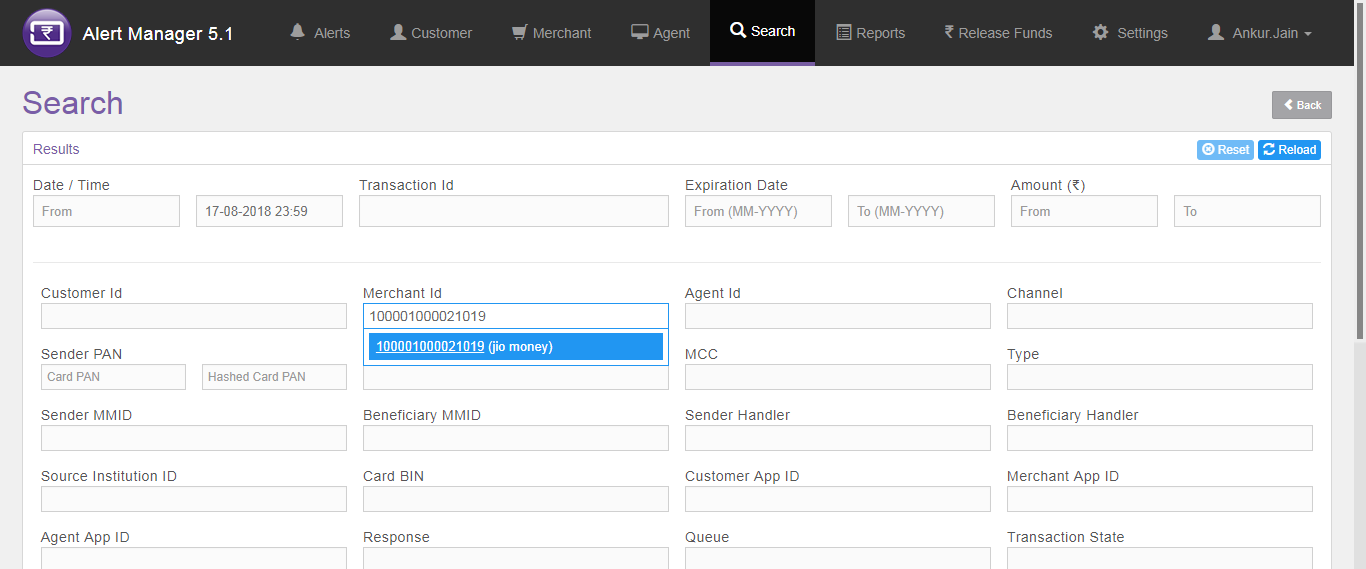 Alert Manager 5.1 Alerts Customer Merchant Agent Search Reports ₹ Release Funds Settings Ankur.Jain
Search
Back
Results
Reset Reload
Date / Time Transaction Id Expiration Date Amount (₹)
From 17-08-2018 23:59 From (MM-YYYY) To (MM-YYYY) From To
Customer Id Merchant Id Agent Id Channel
100001000021019
100001000021019 (jio money)
Sender PAN MCC Type
Card PAN Hashed Card PAN
Sender MMID Beneficiary MMID Sender Handler Beneficiary Handler
Source Institution ID Card BIN Customer App ID Merchant App ID
Agent App ID Response Queue Transaction State